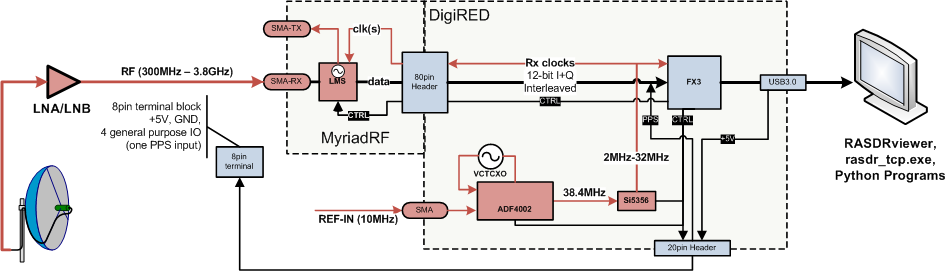 DigiRED
SMA-TX
clk(s)
RF (300MHz – 3.8GHz)
SMA-RX
LMS
data
80pin
Header
Rx clocks
12-bit I+Q
Interleaved
FX3
USB3.0
LNA/LNB
CTRL
CTRL
8pin terminal block
+5V, GND,
4 general purpose IO
(one PPS input)
MyriadRF
PPS
CTRL
+5V
RASDRviewer,
rasdr_tcp.exe,
Python Programs
8pin
terminal
2MHz-32MHz
VCTCXO
38.4MHz
Si5356
REF-IN (10MHz)
SMA
ADF4002
20pin Header